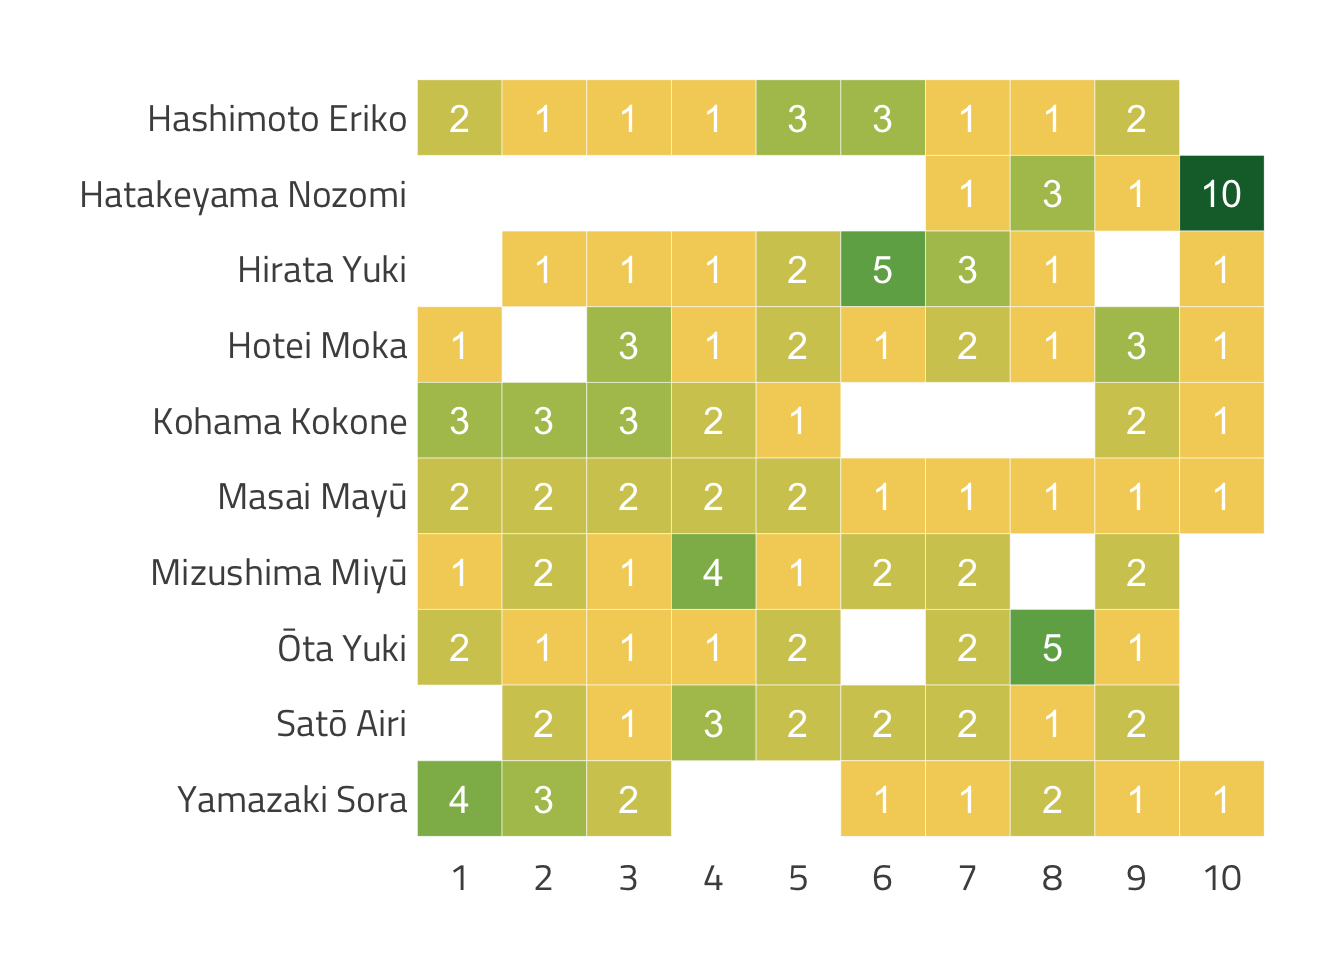 Hashimoto Eriko 2 1 1 1 3 3 1 1 2
Hatakeyama Nozomi 1 3 1 10
Hirata Yuki 1 1 1 2 5 3 1 1
Hotei Moka 1 3 1 2 1 2 1 3 1
Kohama Kokone 3 3 3 2 1 2 1
Masai Mayū 2 2 2 2 2 1 1 1 1 1
Mizushima Miyū 1 2 1 4 1 2 2 2
Ōta Yuki 2 1 1 1 2 2 5 1
Satō Airi 2 1 3 2 2 2 1 2
Yamazaki Sora 4 3 2 1 1 2 1 1
1 2 3 4 5 6 7 8 9 10